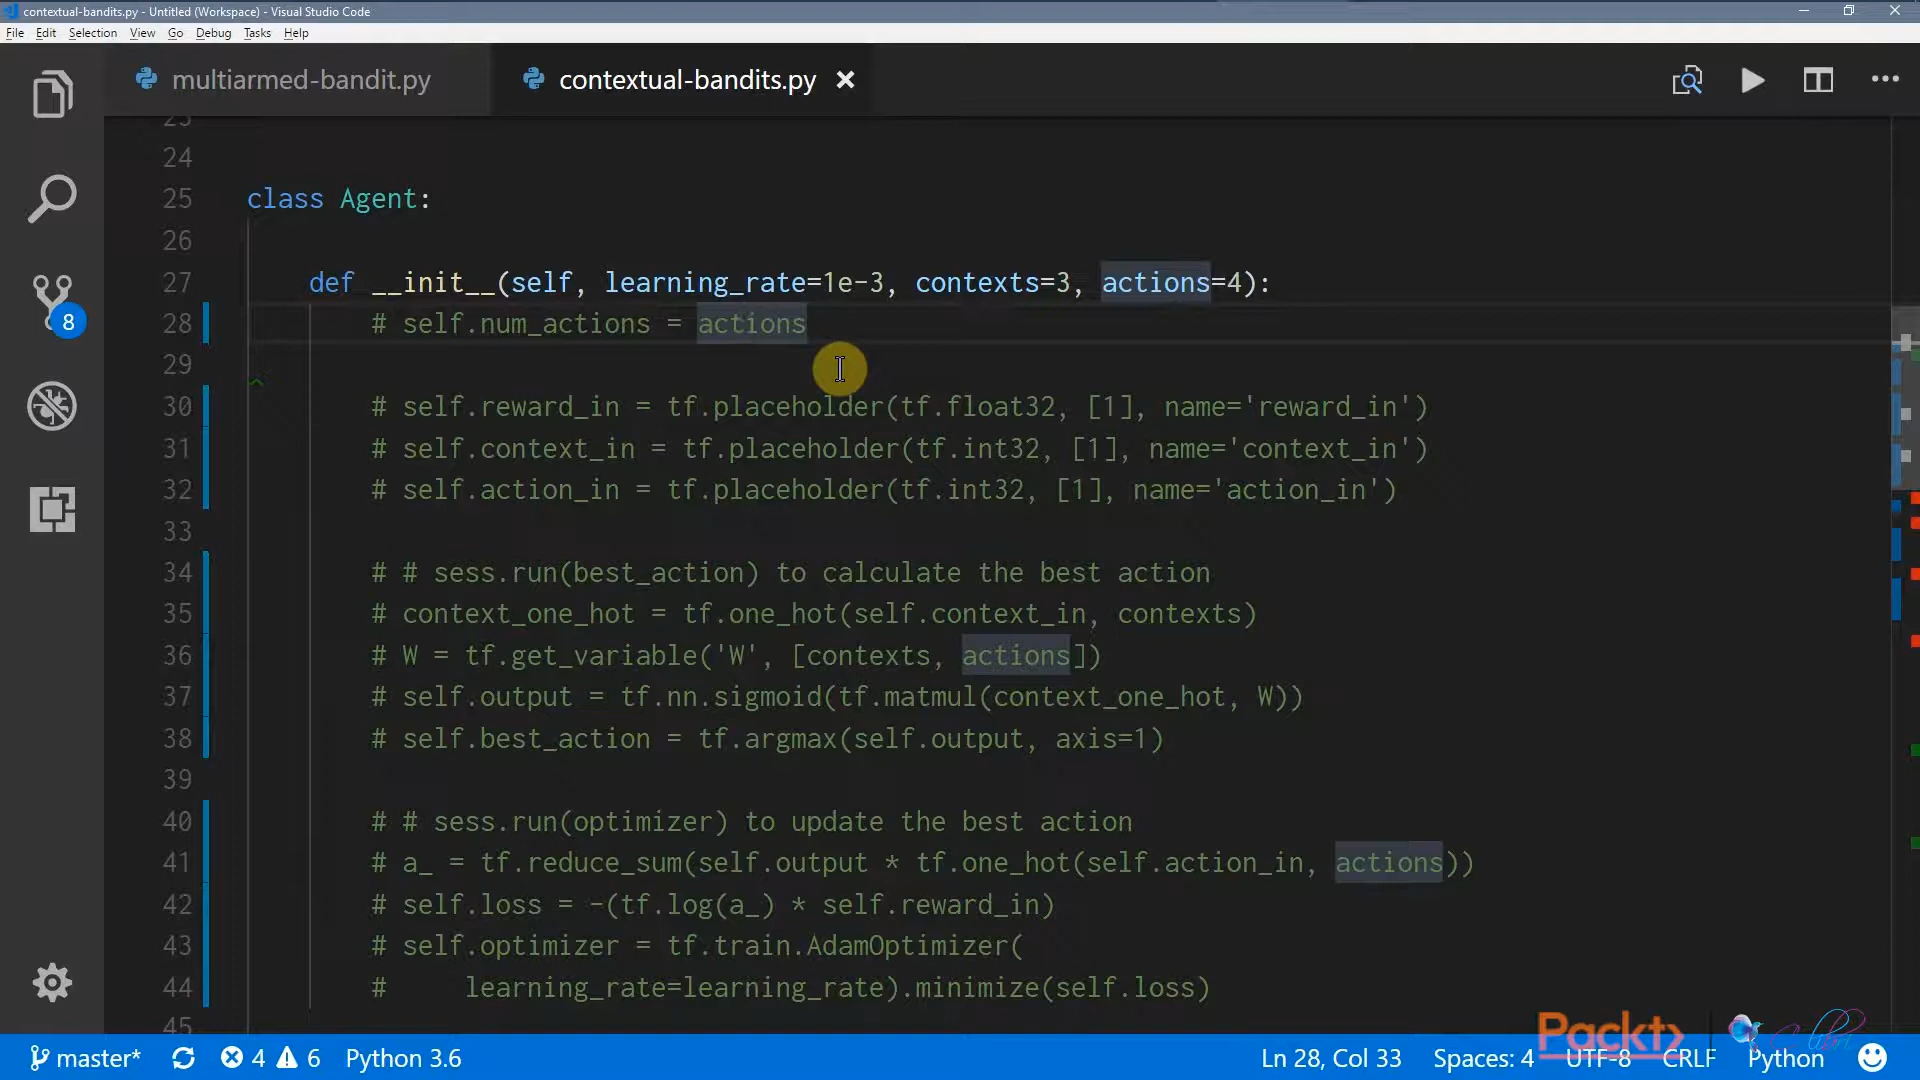 contextual-bandits.py - Untitled (Workspace) - Visual Studio Code
File Edit Selection View Go Debug Tasks Help
multiarmed-bandit.py contextual-bandits.py
24
25 class Agent:
26
27 def __init__(self, learning_rate=1e-3, contexts=3, actions=4):
28 # self.num_actions = actions
29
30 # self.reward_in = tf.placeholder(tf.float32, [1], name='reward_in')
31 # self.context_in = tf.placeholder(tf.int32, [1], name='context_in')
32 # self.action_in = tf.placeholder(tf.int32, [1], name='action_in')
33
34 # # sess.run(best_action) to calculate the best action
35 # context_one_hot = tf.one_hot(self.context_in, contexts)
36 # W = tf.get_variable('W', [contexts, actions])
37 # self.output = tf.nn.sigmoid(tf.matmul(context_one_hot, W))
38 # self.best_action = tf.argmax(self.output, axis=1)
39
40 # # sess.run(optimizer) to update the best action
41 # a_ = tf.reduce_sum(self.output * tf.one_hot(self.action_in, actions))
42 # self.loss = -(tf.log(a_) * self.reward_in)
43 # self.optimizer = tf.train.AdamOptimizer(
44 # learning_rate=learning_rate).minimize(self.loss)
45
8
Packt>
master* 4 6 Python 3.6 Ln 28, Col 33 Spaces: 4 UTF-8 CRLF Python